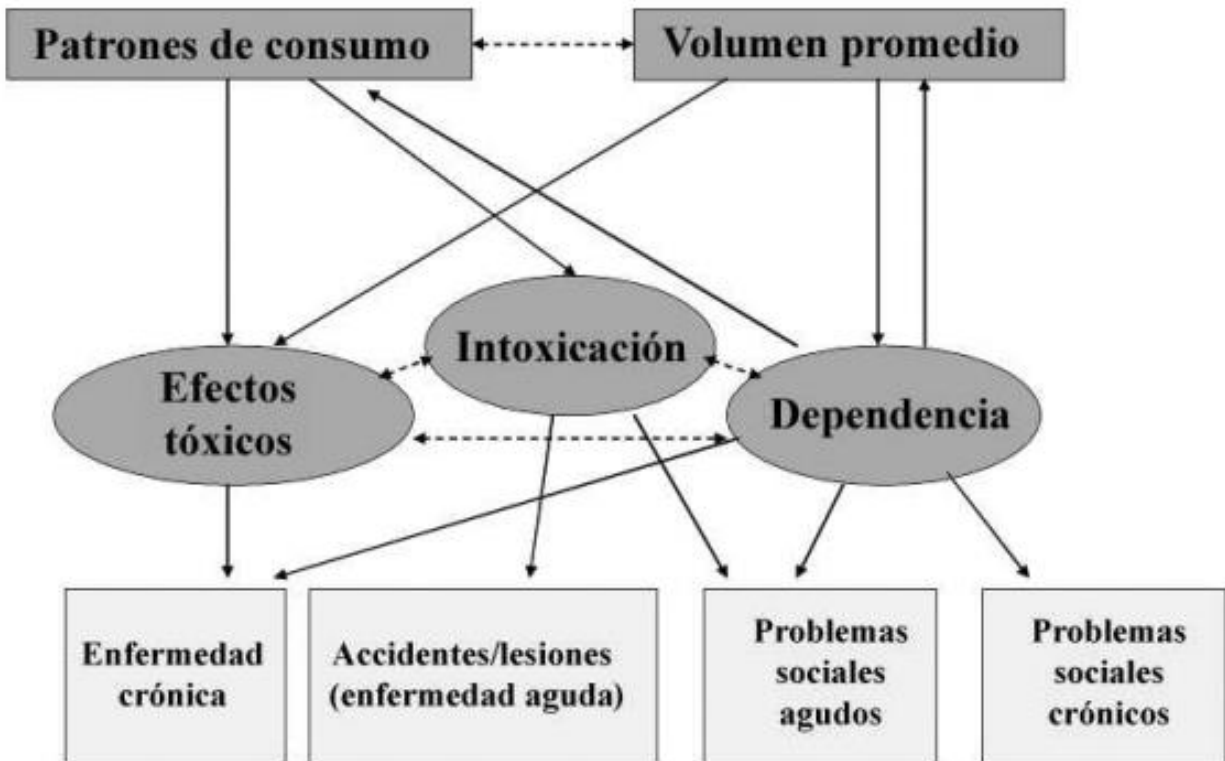 Patrones de consumo
Volumen promedio
Intoxicación
Efectos
tóxicos
Dependencia
Enfermedad
crónica
Accidentes/lesiones
(enfermedad aguda)
Problemas
sociales
agudos
Problemas
sociales
crónicos